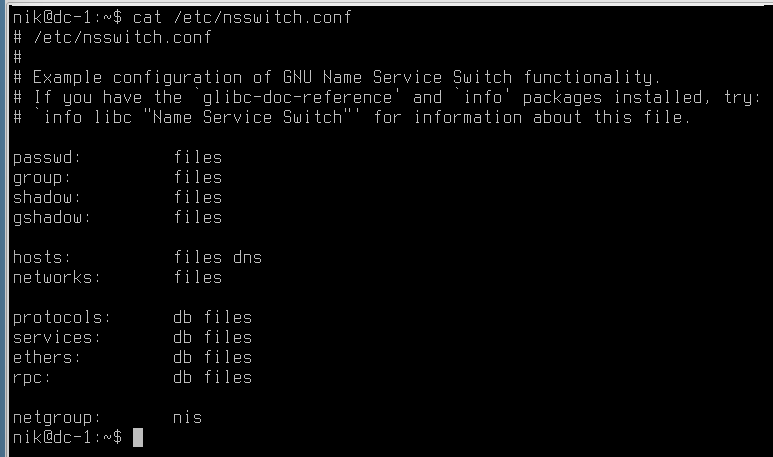 nik@dc-1:~$ cat /etc/nsswitch.conf
# /etc/nsswitch.conf
#
# Example configuration of GNU Name Service Switch functionality.
# If you have the `glibc-doc-reference' and `info' packages installed, try:
# `info libc "Name Service Switch"' for information about this file.

passwd:         files
group:          files
shadow:         files
gshadow:        files

hosts:          files dns
networks:       files

protocols:      db files
services:       db files
ethers:         db files
rpc:            db files

netgroup:       nis
nik@dc-1:~$